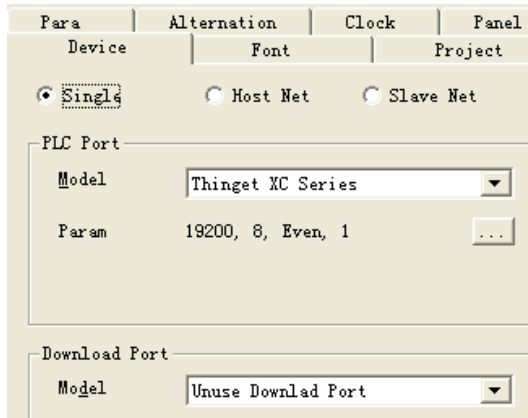 Para Alternation Clock Panel
Device Font Project
Single Host Net Slave Net
PLC Port
Model Thinget XC Series
Param 19200, 8, Even, 1 ...
Download Port
Model Unuse Downlad Port